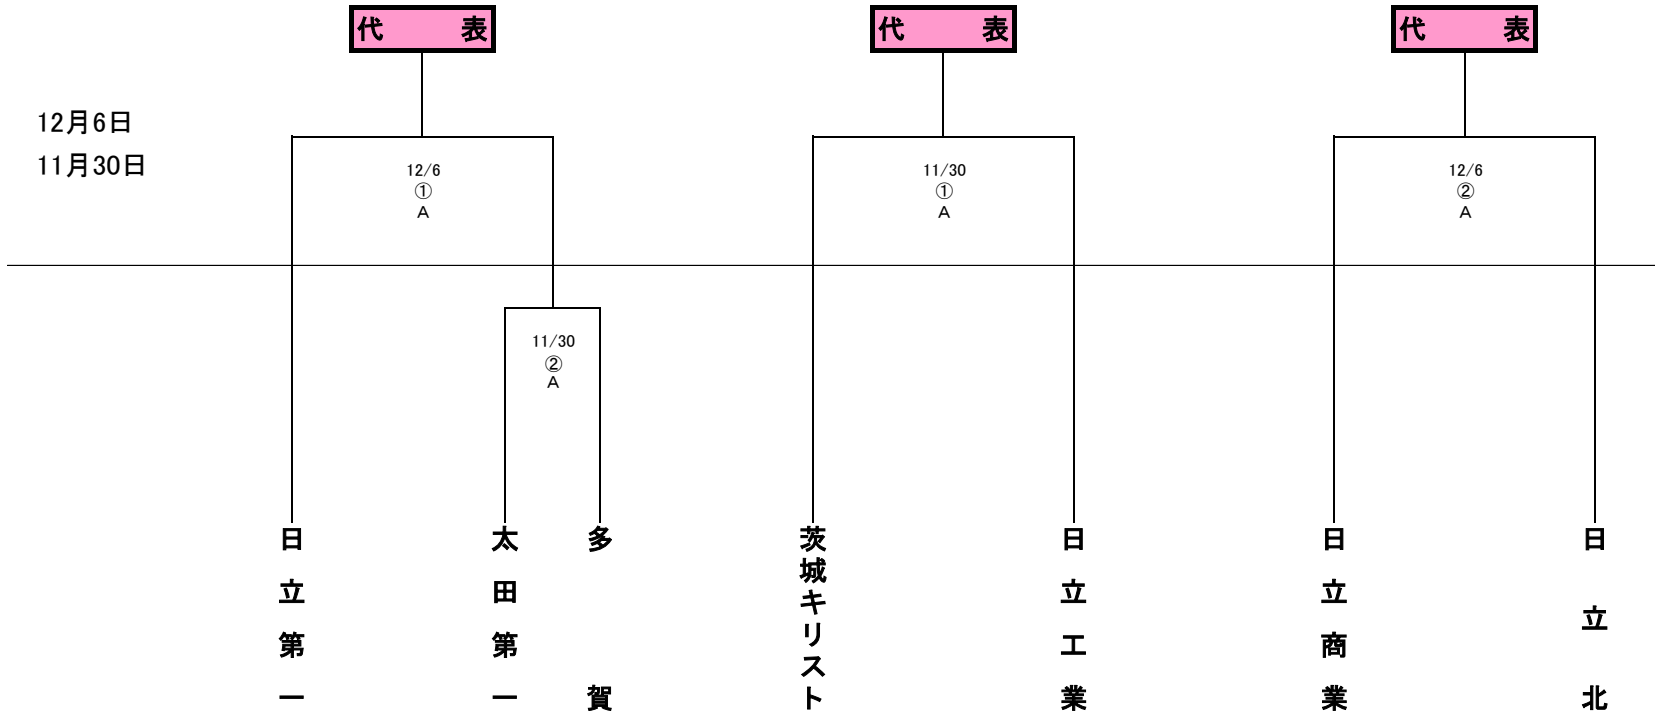 代 表
代 表
代 表
12月6日
11月30日
12/6
①
A
11/30
①
A
12/6
②
A
11/30
②
A
日立第一
太田第一
多賀
茨城キリスト
日立工業
日立商業
日立北